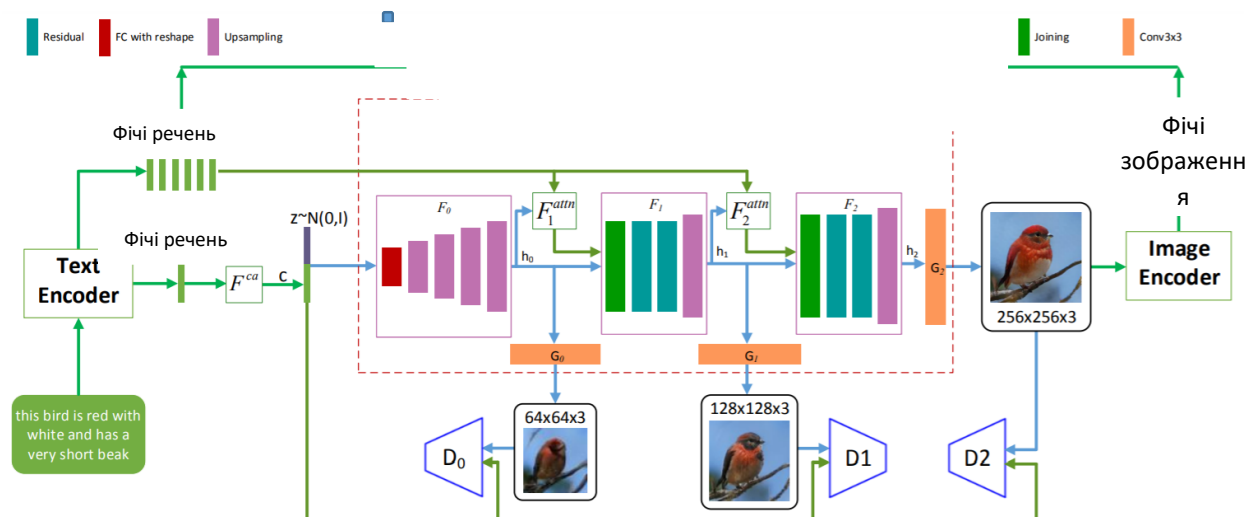 Residual
FC with reshape
Upsampling
Joining
Conv3x3
Фічі речень
Фічі
зображенн
я
z~N(0,I)
F₀
F₁^attn
F₁
F₂^attn
F₂
Фічі речень
Text
Encoder
F^ca
c
h₀
h₁
h₂
G₂
256x256x3
Image
Encoder
G₀
G₁
this bird is red with
white and has a
very short beak
64x64x3
128x128x3
D₀
D1
D2